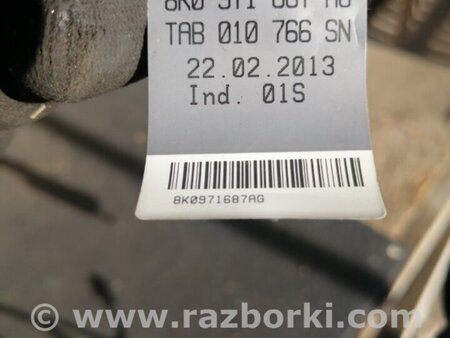 TAB 010 766 SN
22.02.2013
Ind. 01S
8K0971687AG
© www.razborki.com